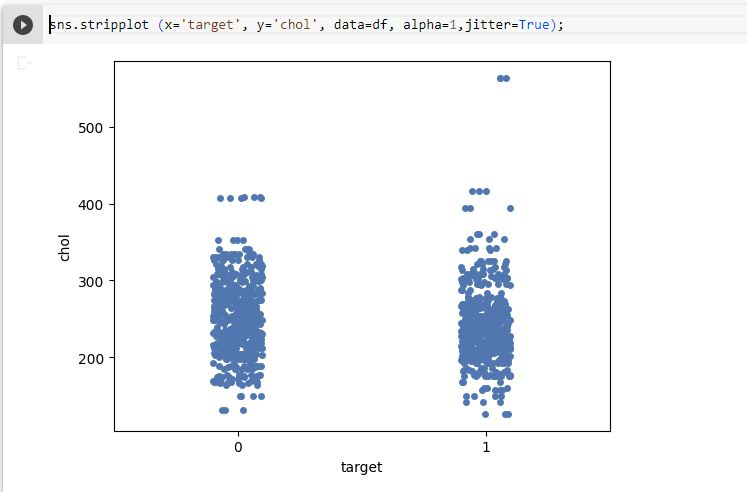 sns.stripplot (x='target', y='chol', data=df, alpha=1,jitter=True);
500
400
300
200
chol
0
1
target